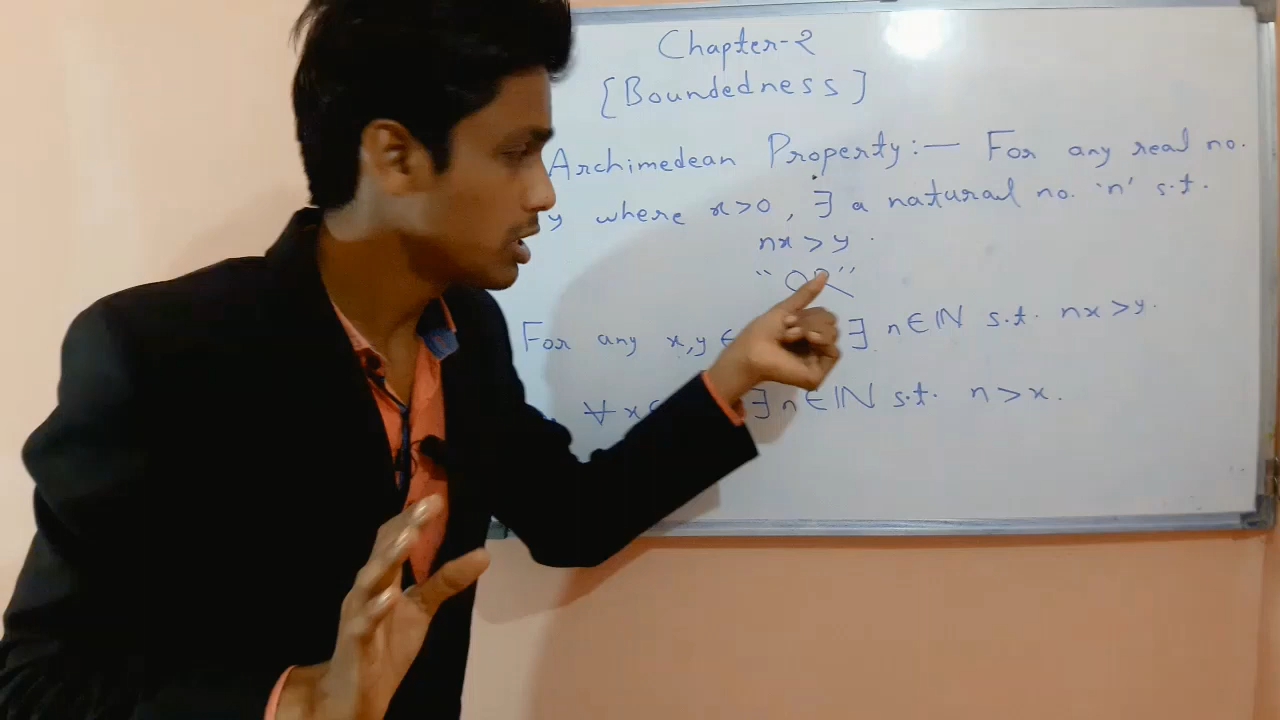 Chapter-2
[Boundedness]
Archimedean Property:— For any real no.
y where x>0, ∃ a natural no. 'n' s.t.
nx > y.
"OR"
For any x,y ∈ ∃ n∈ℕ s.t. nx>y.
∀ x∈ ∃ n∈ℕ s.t. n>x.